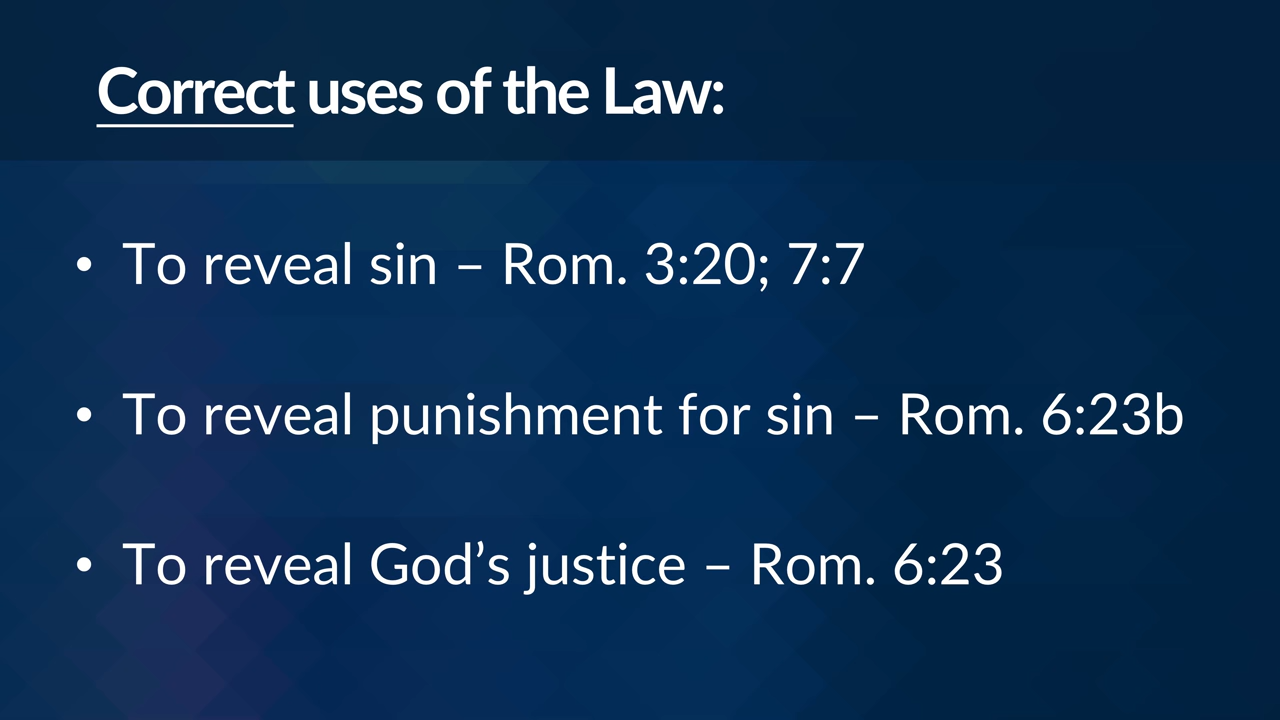 Correct uses of the Law:
• To reveal sin – Rom. 3:20; 7:7
• To reveal punishment for sin – Rom. 6:23b
• To reveal God’s justice – Rom. 6:23